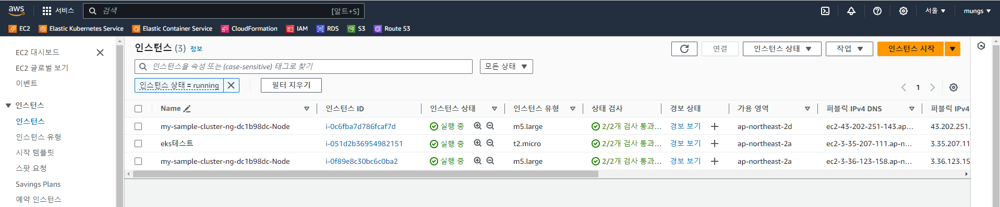 aws 서비스 검색 [알트+S] 서울 mungs
EC2 Elastic Kubernetes Service Elastic Container Service CloudFormation IAM RDS S3 Route 53
EC2 대시보드
EC2 글로벌 보기
이벤트
인스턴스
인스턴스
인스턴스 유형
시작 템플릿
스팟 요청
Savings Plans
예약 인스턴스
인스턴스 (3) 정보 연결 인스턴스 상태 작업 인스턴스 시작
인스턴스을 속성 또는 (case-sensitive) 태그로 찾기 모든 상태
인스턴스 상태 = running 필터 지우기 1
Name 인스턴스 ID 인스턴스 상태 인스턴스 유형 상태 검사 경보 상태 가용 영역 퍼블릭 IPv4 DNS 퍼블릭 IPv4
my-sample-cluster-ng-dc1b98dc-Node i-0c6fba7d786fcaf7d 실행 중 m5.large 2/2개 검사 통과... 경보 보기 ap-northeast-2d ec2-43-202-251-143.ap... 43.202.251.
eks테스트 i-051d2b36954982151 실행 중 t2.micro 2/2개 검사 통과... 경보 보기 ap-northeast-2a ec2-3-35-207-111.ap-n... 3.35.207.11
my-sample-cluster-ng-dc1b98dc-Node i-0f89e8c30bc6c0ba2 실행 중 m5.large 2/2개 검사 통과... 경보 보기 ap-northeast-2a ec2-3-36-123-158.ap-n... 3.36.123.15